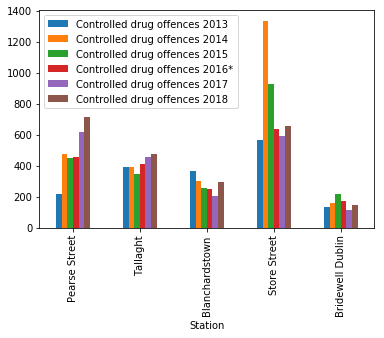 Controlled drug offences 2013
Controlled drug offences 2014
Controlled drug offences 2015
Controlled drug offences 2016*
Controlled drug offences 2017
Controlled drug offences 2018
1400
1200
1000
800
600
400
200
0
Pearse Street
Tallaght
Blanchardstown
Store Street
Bridewell Dublin
Station